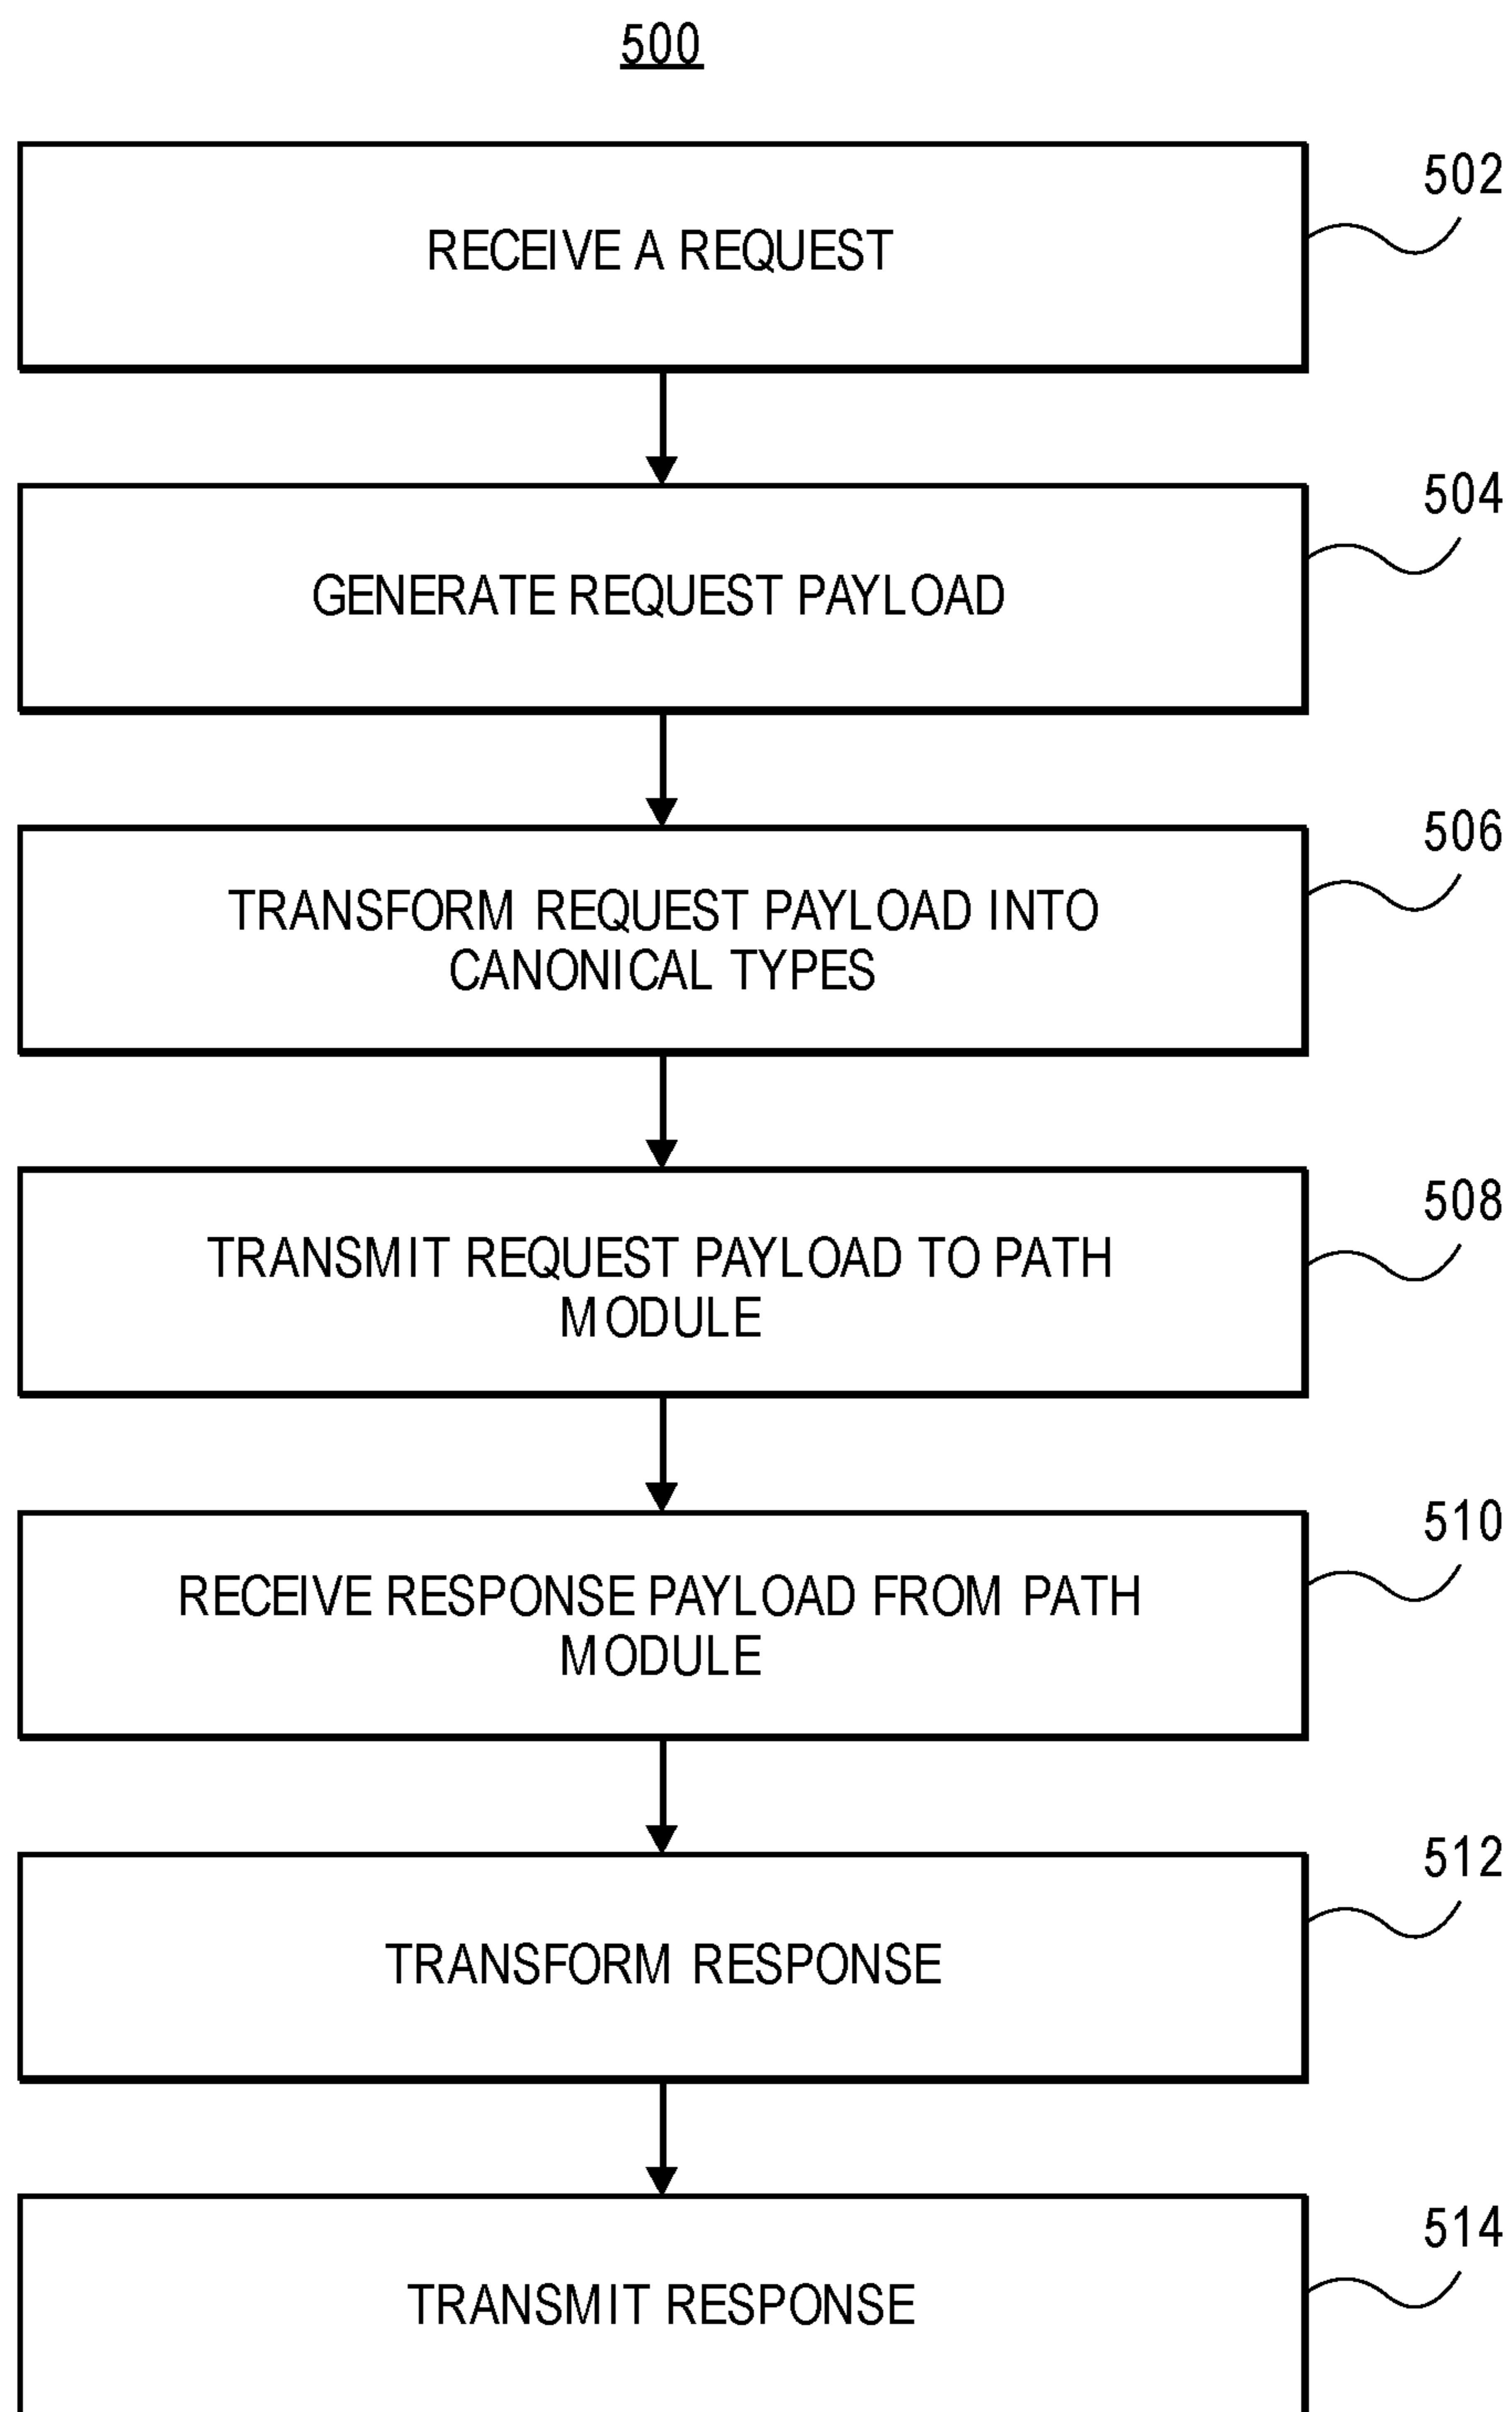 500
RECEIVE A REQUEST
502
GENERATE REQUEST PAYLOAD
504
TRANSFORM REQUEST PAYLOAD INTO
CANONICAL TYPES
506
TRANSMIT REQUEST PAYLOAD TO PATH
MODULE
508
RECEIVE RESPONSE PAYLOAD FROM PATH
MODULE
510
TRANSFORM RESPONSE
512
TRANSMIT RESPONSE
514